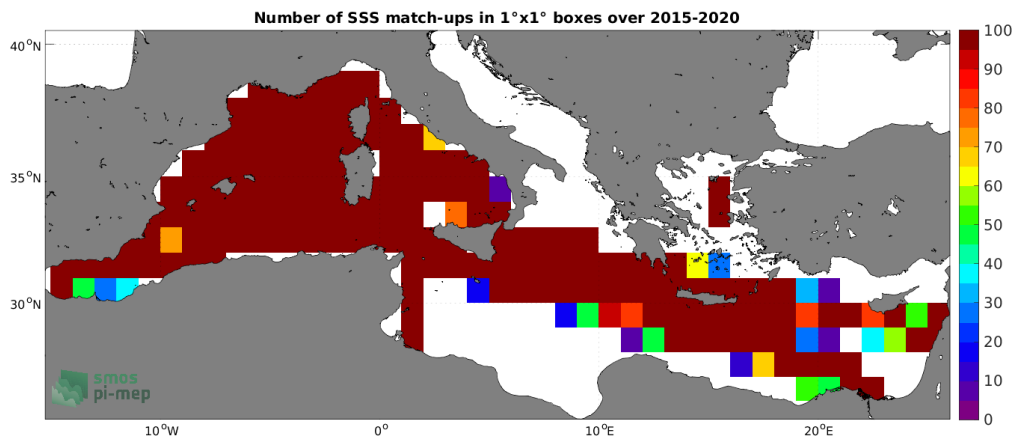 Number of SSS match-ups in 1°x1° boxes over 2015-2020
40°N
35°N
30°N
10°W
0°
10°E
20°E
100
90
80
70
60
50
40
30
20
10
0
smos
pi-mep